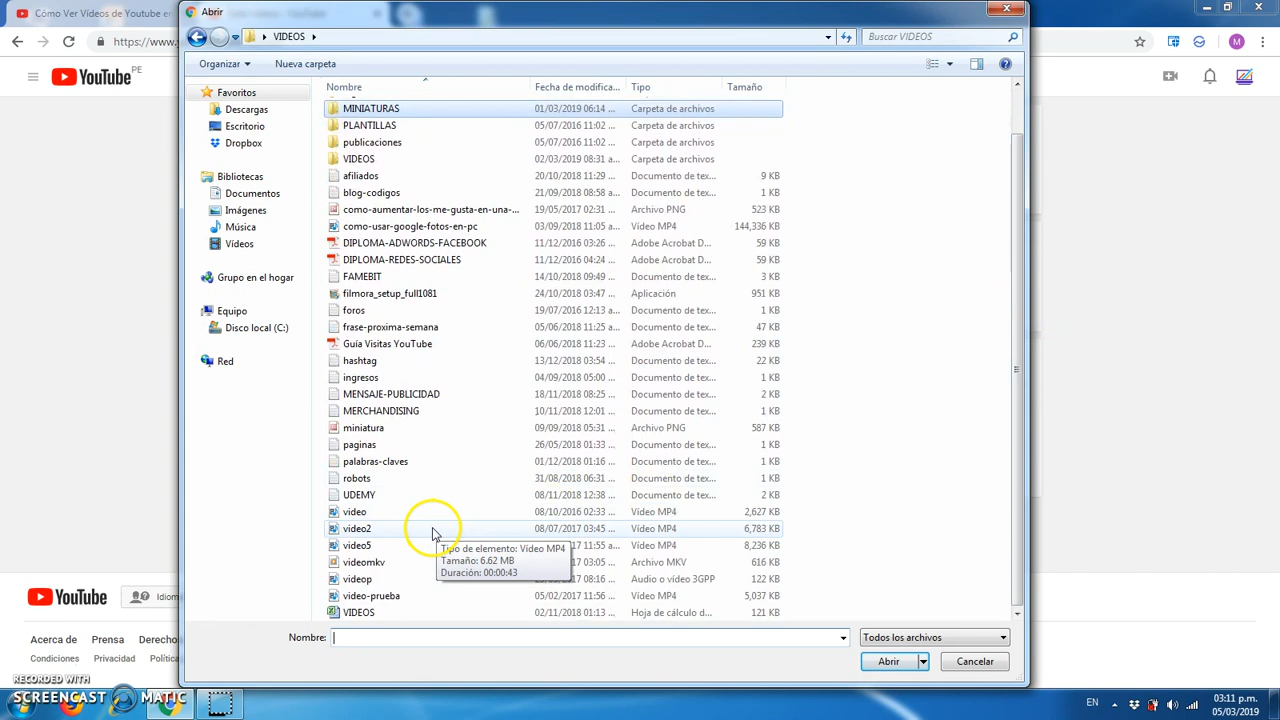 Cómo Ver Vídeos de Youtube en
Abrir
https://www.y
VIDEOS
Buscar VIDEOS
M
YouTube PE
Organizar
Nueva carpeta
Favoritos
Descargas
Escritorio
Dropbox
Bibliotecas
Documentos
Imágenes
Música
Vídeos
Grupo en el hogar
Equipo
Disco local (C:)
Red
Nombre Fecha de modifica... Tipo Tamaño
MINIATURAS 01/03/2019 06:14 ... Carpeta de archivos
PLANTILLAS 05/07/2016 11:02 ... Carpeta de archivos
publicaciones 05/07/2016 11:02 ... Carpeta de archivos
VIDEOS 02/03/2019 08:31 a... Carpeta de archivos
afiliados 20/10/2018 11:29 ... Documento de tex... 9 KB
blog-codigos 21/09/2018 08:58 a... Documento de tex... 1 KB
como-aumentar-los-me-gusta-en-una-... 19/05/2017 02:31 ... Archivo PNG 523 KB
como-usar-google-fotos-en-pc 03/09/2018 11:05 a... Vídeo MP4 144,336 KB
DIPLOMA-ADWORDS-FACEBOOK 11/12/2016 03:26 ... Adobe Acrobat D... 59 KB
DIPLOMA-REDES-SOCIALES 11/12/2016 04:24 ... Adobe Acrobat D... 59 KB
FAMEBIT 14/10/2018 09:49 ... Documento de tex... 3 KB
filmora_setup_full1081 24/10/2018 03:47 ... Aplicación 951 KB
foros 19/07/2016 12:13 a... Documento de tex... 1 KB
frase-proxima-semana 05/06/2018 11:25 a... Documento de tex... 47 KB
Guía Visitas YouTube 06/06/2018 11:23 ... Adobe Acrobat D... 239 KB
hashtag 13/12/2018 03:54 ... Documento de tex... 22 KB
ingresos 04/09/2018 05:00 ... Documento de tex... 1 KB
MENSAJE-PUBLICIDAD 18/11/2018 08:25 ... Documento de tex... 2 KB
MERCHANDISING 10/11/2018 12:01 ... Documento de tex... 1 KB
miniatura 09/09/2018 05:31 ... Archivo PNG 587 KB
paginas 26/05/2018 01:33 ... Documento de tex... 1 KB
palabras-claves 01/12/2018 01:16 ... Documento de tex... 1 KB
robots 31/08/2018 06:31 ... Documento de tex... 1 KB
UDEMY 08/11/2018 12:38 ... Documento de tex... 2 KB
video 08/10/2016 02:33 ... Vídeo MP4 2,627 KB
video2 08/07/2017 03:45 ... Vídeo MP4 6,783 KB
video5 2017 11:55 a... Vídeo MP4 8,236 KB
Tipo de elemento: Vídeo MP4
videomkv 2017 03:05 ... Archivo MKV 616 KB
Tamaño: 6.62 MB
Duración: 00:00:43
videop 08:16 ... Audio o vídeo 3GPP 122 KB
video-prueba 05/02/2017 11:56 ... Vídeo MP4 5,037 KB
VIDEOS 02/11/2018 01:13 ... Hoja de cálculo d... 121 KB
YouTube
Idiom
Nombre:
Todos los archivos
Acerca de Prensa Derecho
Condiciones Privacidad Política
Abrir
Cancelar
RECORDED WITH
SCREENCAST MATIC
EN
03:11 p.m.
05/03/2019